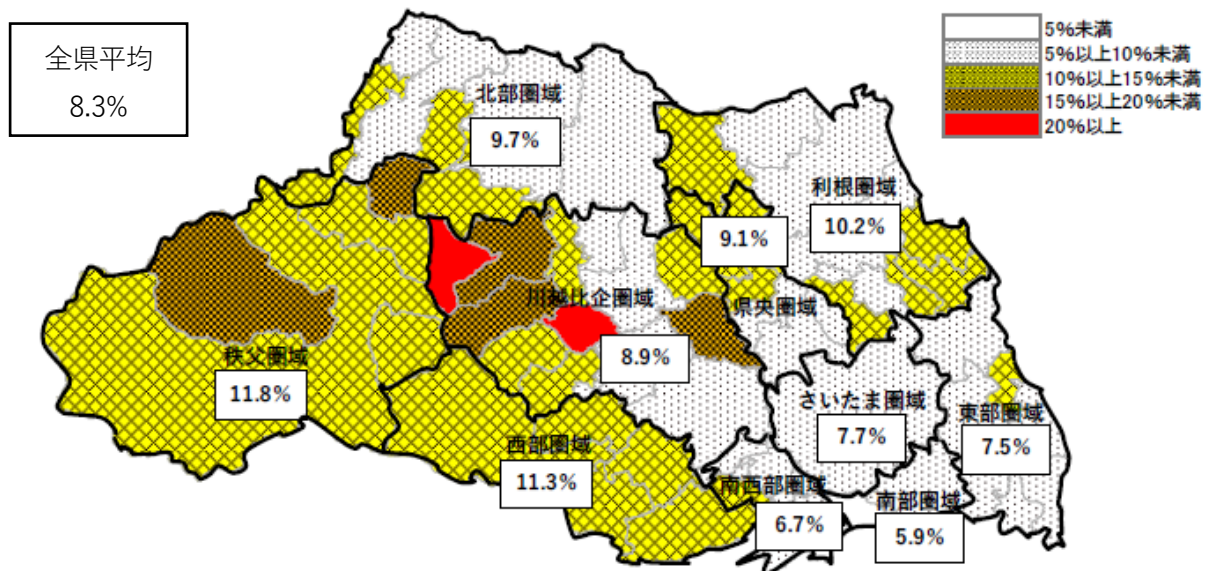 全県平均
8.3%
5%未満
5%以上10%未満
10%以上15%未満
15%以上20%未満
20%以上
北部圏域
9.7%
利根圏域
10.2%
9.1%
県央圏域
川越比企圏域
8.9%
秩父圏域
11.8%
さいたま圏域
7.7%
東部圏域
7.5%
西部圏域
11.3%
南西部圏域
6.7%
南部圏域
5.9%